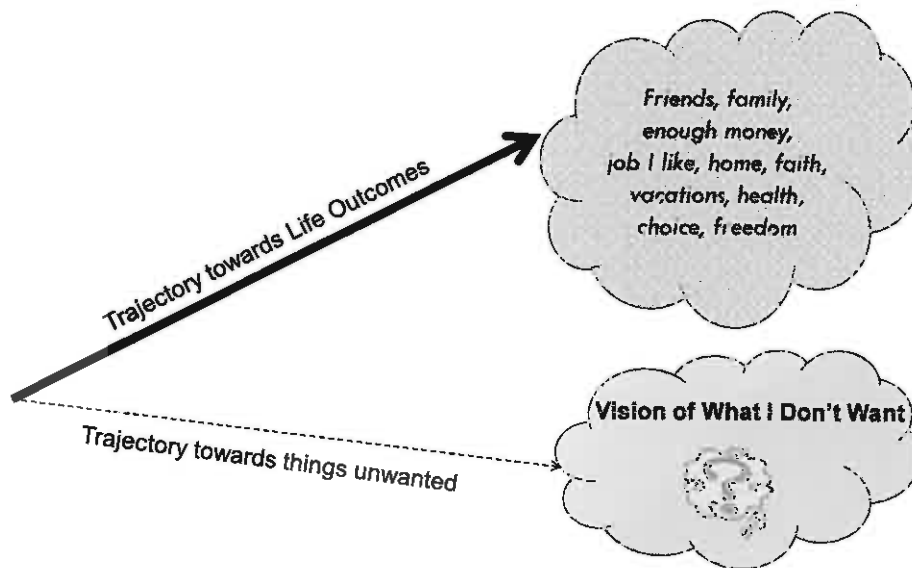 Friends, family,
enough money,
job I like, home, faith,
vacations, health,
choice, freedom
Trajectory towards Life Outcomes
Vision of What I Don't Want
Trajectory towards things unwanted